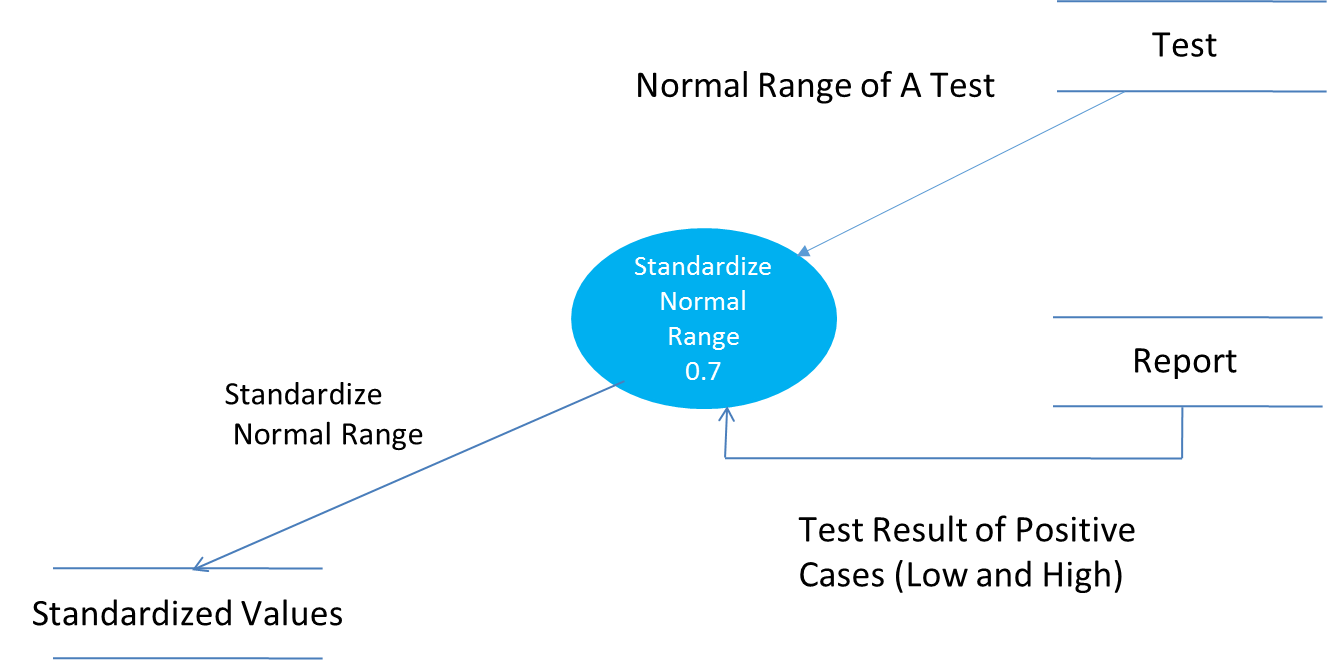 Test
Normal Range of A Test
Standardize
Normal
Range
0.7
Report
Standardize
Normal Range
Test Result of Positive
Cases (Low and High)
Standardized Values